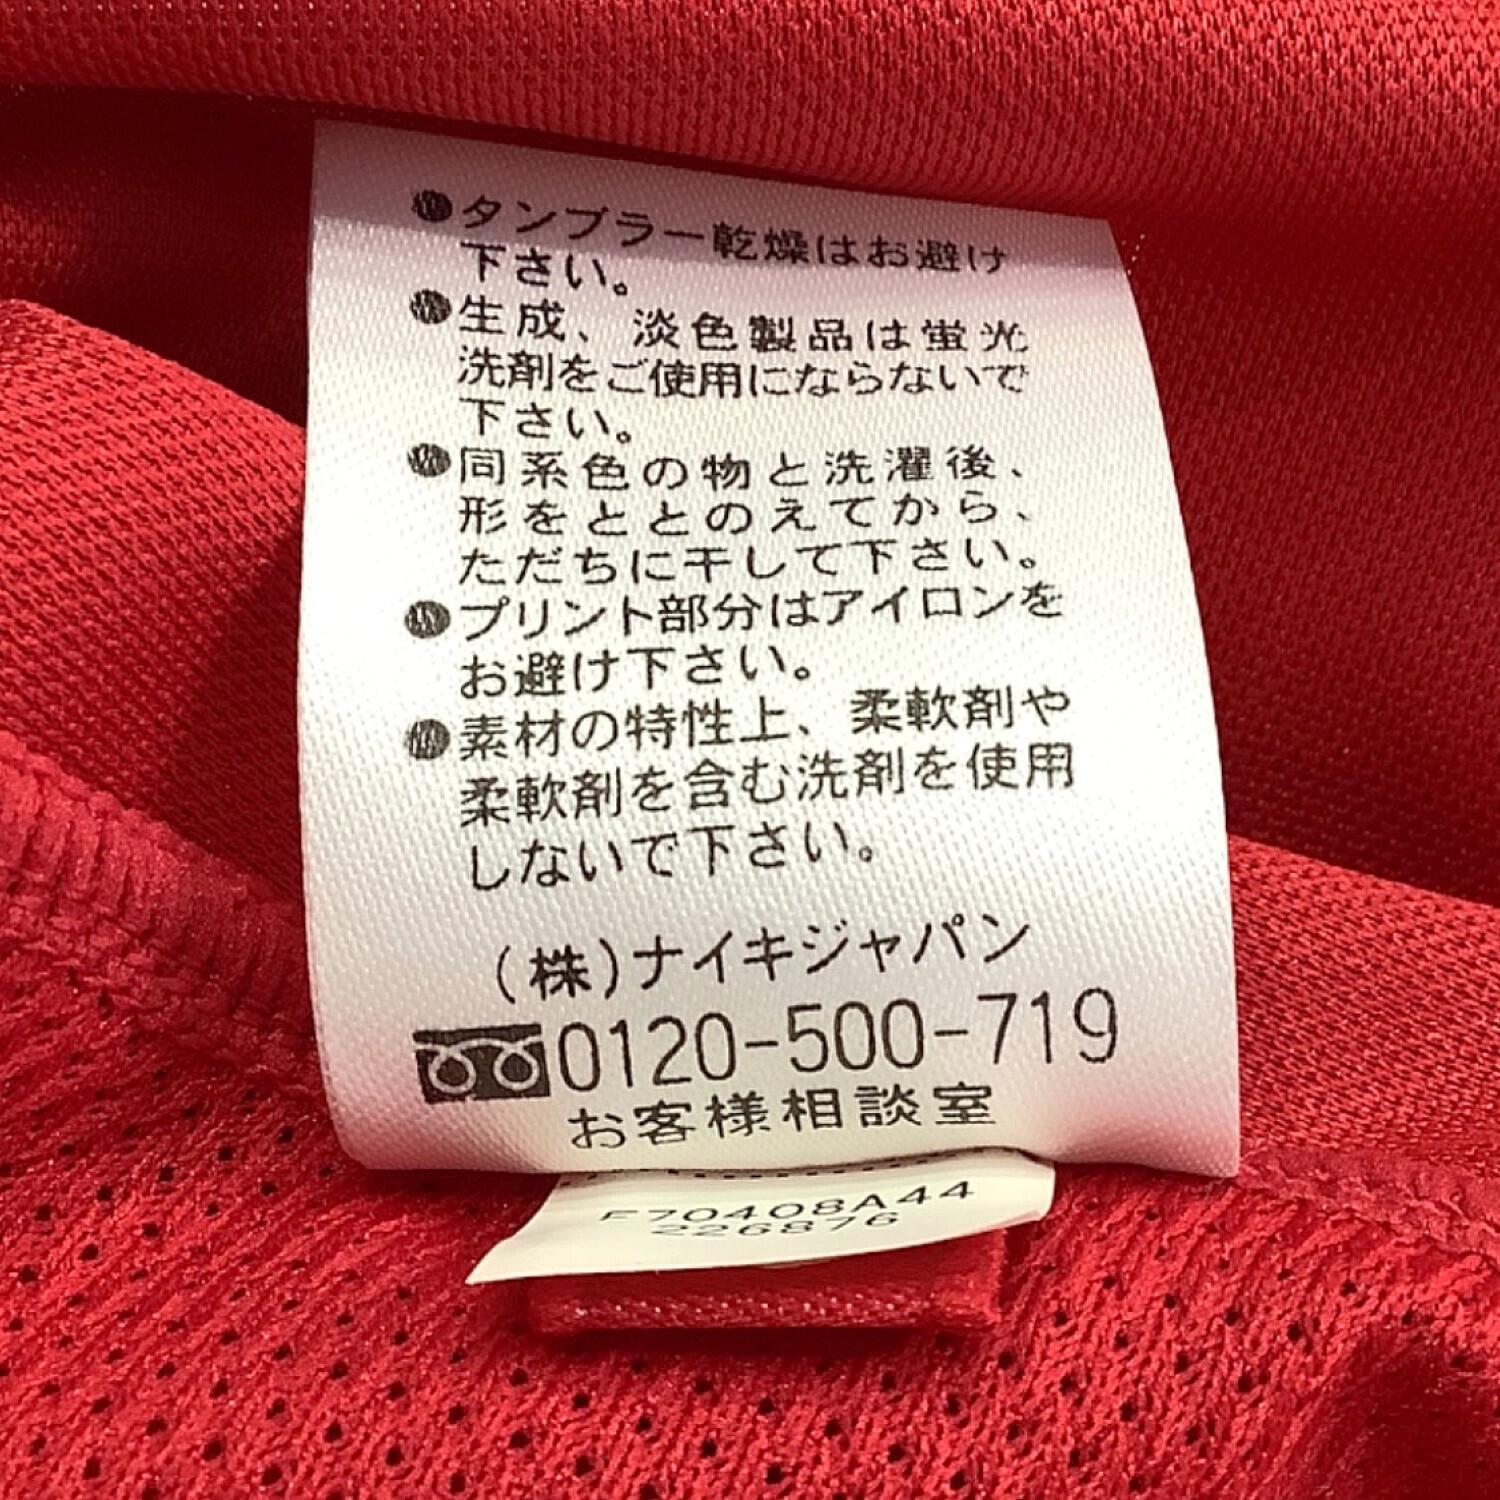 ●タンブラー乾燥はお避け
下さい。
●生成、淡色製品は蛍光
洗剤をご使用にならないで
下さい。
●同系色の物と洗濯後、
形をととのえてから、
ただちに干して下さい。
●プリント部分はアイロンを
お避け下さい。
●素材の特性上、柔軟剤や
柔軟剤を含む洗剤を使用
しないで下さい。
(株)ナイキジャパン
0120-500-719
お客様相談室
F70408A44
226876